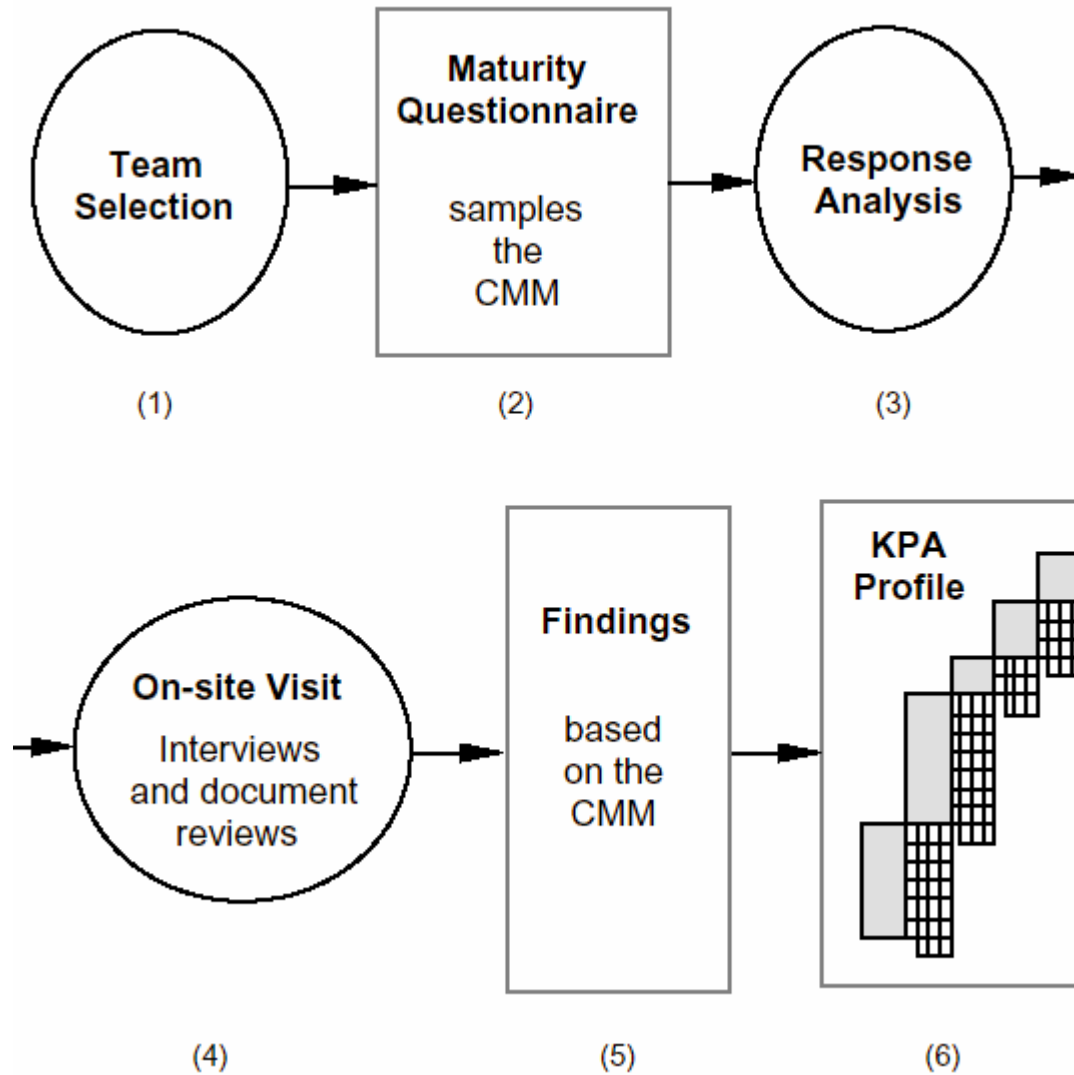 Team
Selection
Maturity
Questionnaire
samples
the
CMM
Response
Analysis
(1)
(2)
(3)
On-site Visit
Interviews
and document
reviews
Findings
based
on the
CMM
KPA
Profile
(4)
(5)
(6)